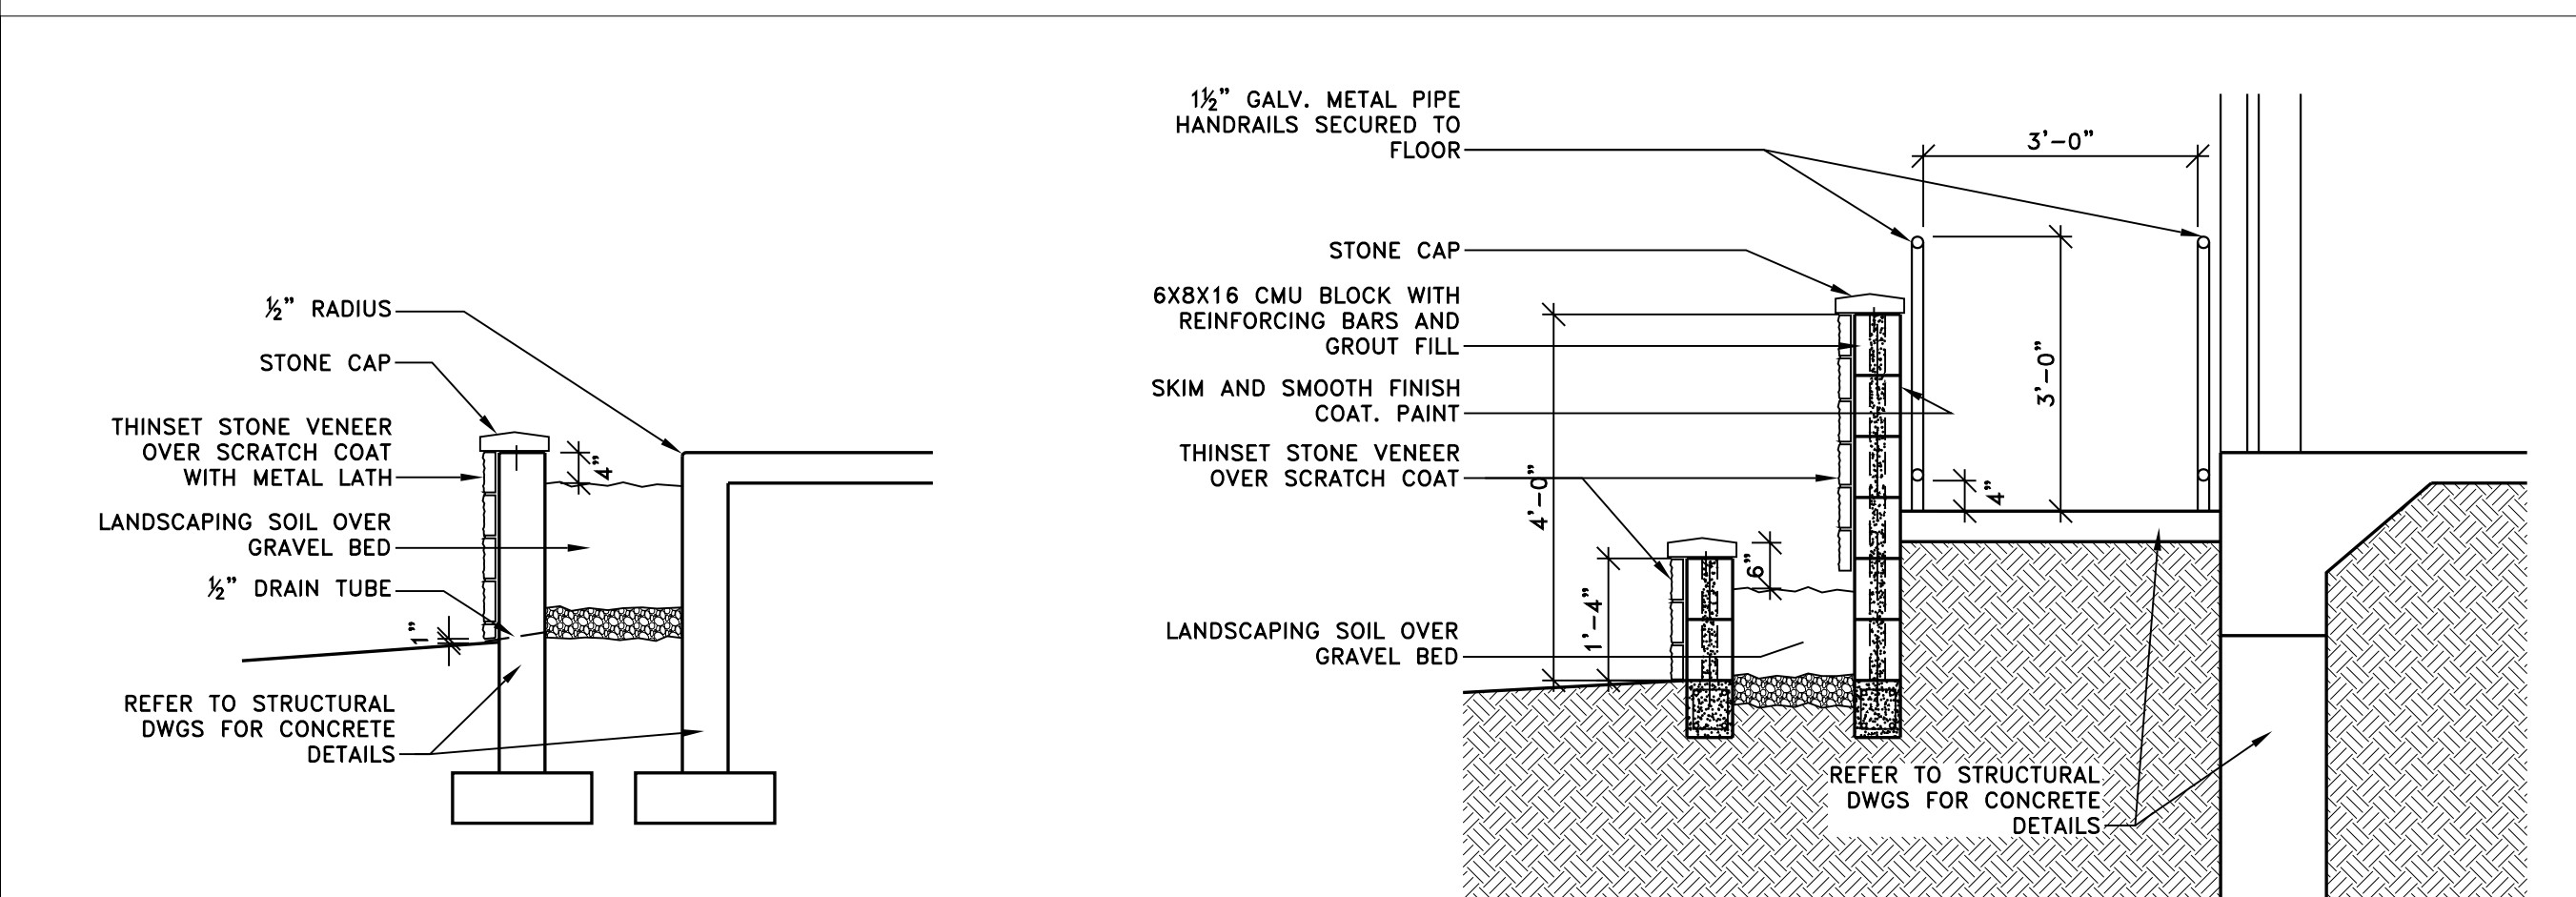 ½” RADIUS
STONE CAP
THINSET STONE VENEER
OVER SCRATCH COAT
WITH METAL LATH
LANDSCAPING SOIL OVER
GRAVEL BED
½” DRAIN TUBE
1”
4”
REFER TO STRUCTURAL
DWGS FOR CONCRETE
DETAILS
1½” GALV. METAL PIPE
HANDRAILS SECURED TO
FLOOR
STONE CAP
6X8X16 CMU BLOCK WITH
REINFORCING BARS AND
GROUT FILL
SKIM AND SMOOTH FINISH
COAT. PAINT
THINSET STONE VENEER
OVER SCRATCH COAT
LANDSCAPING SOIL OVER
GRAVEL BED
4’-0”
1’-4”
6”
3’-0”
3’-0”
4”
REFER TO STRUCTURAL
DWGS FOR CONCRETE
DETAILS